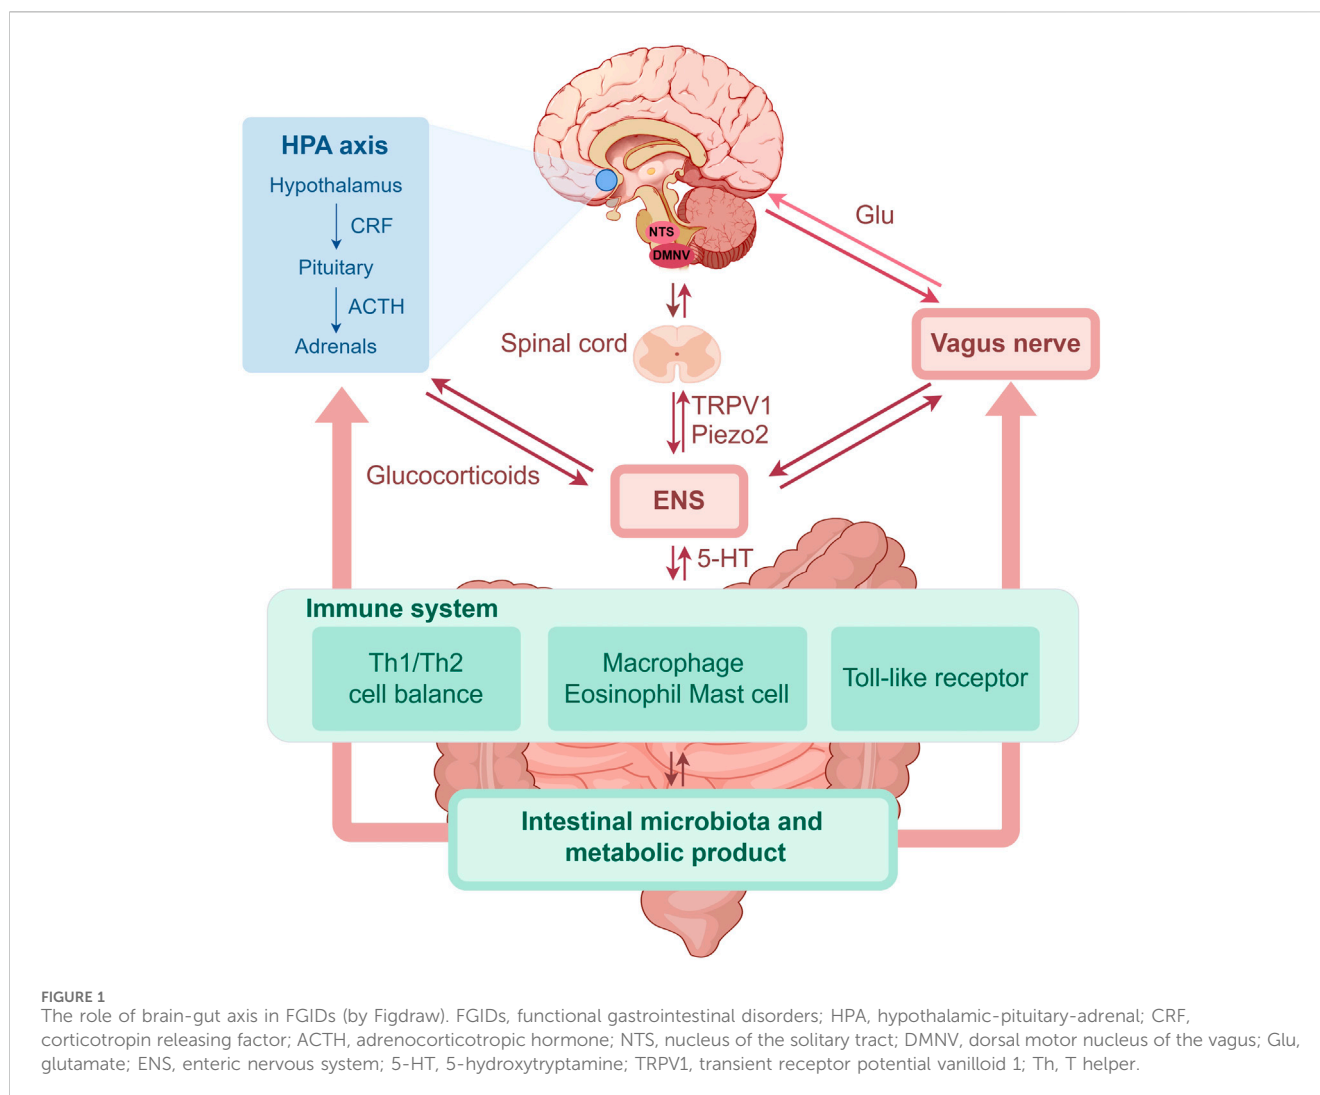 HPA axis
Hypothalamus
CRF
Pituitary
ACTH
Adrenals
NTS
DMNV
Glu
Spinal cord
Vagus nerve
TRPV1
Piezo2
Glucocorticoids
ENS
5-HT
Immune system
Th1/Th2
cell balance
Macrophage
Eosinophil Mast cell
Toll-like receptor
Intestinal microbiota and
metabolic product
FIGURE 1
The role of brain-gut axis in FGIDs (by Figdraw). FGIDs, functional gastrointestinal disorders; HPA, hypothalamic-pituitary-adrenal; CRF,
corticotropin releasing factor; ACTH, adrenocorticotropic hormone; NTS, nucleus of the solitary tract; DMNV, dorsal motor nucleus of the vagus; Glu,
glutamate; ENS, enteric nervous system; 5-HT, 5-hydroxytryptamine; TRPV1, transient receptor potential vanilloid 1; Th, T helper.